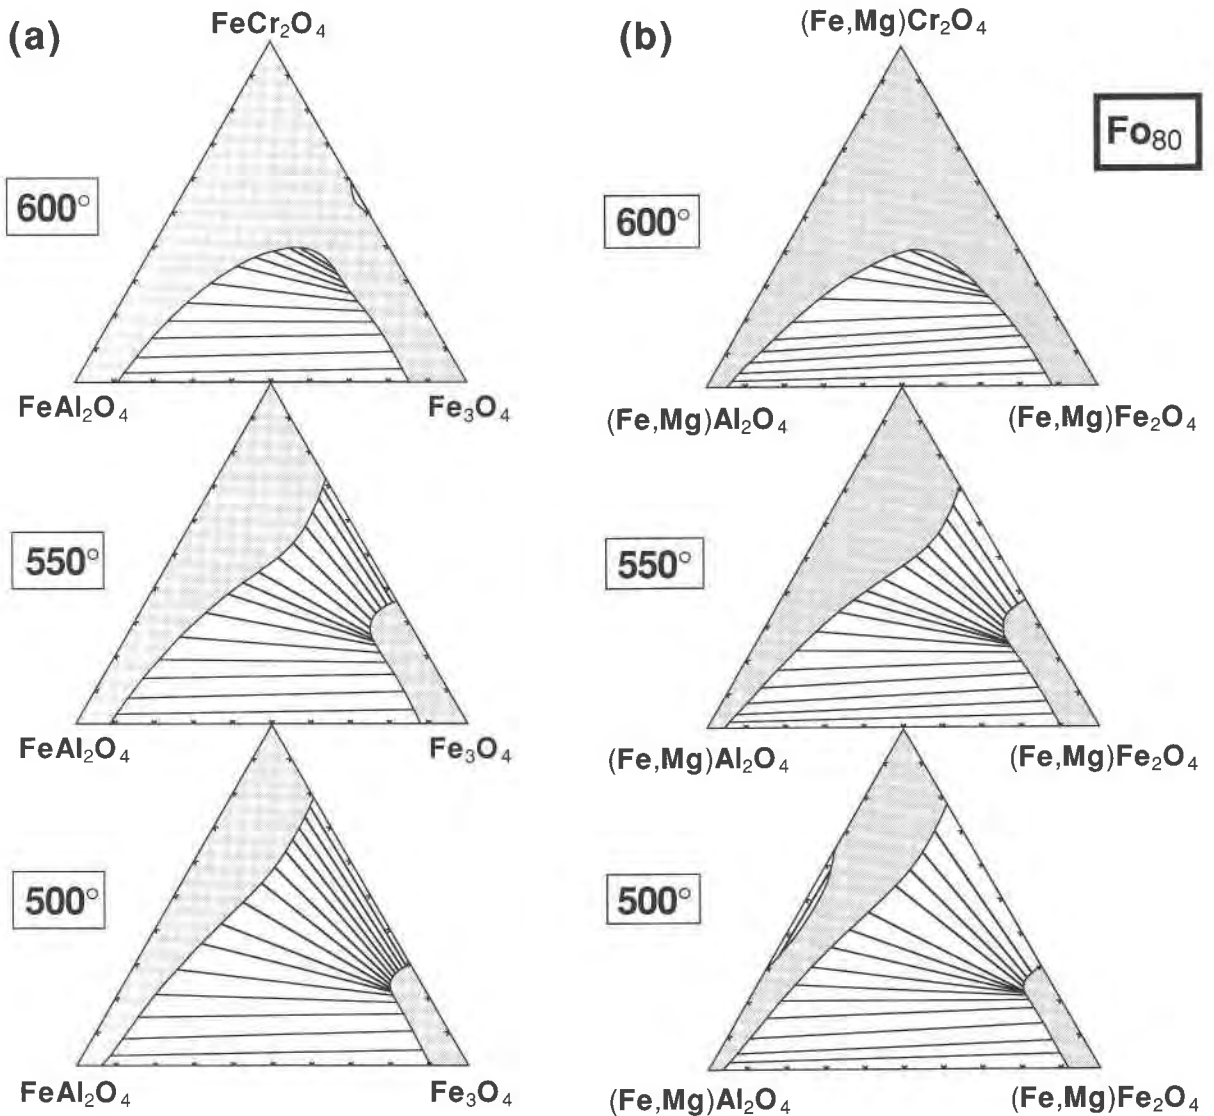 (a) FeCr₂O₄ (b) (Fe,Mg)Cr₂O₄
Fo₈₀
600° 600°
FeAl₂O₄ Fe₃O₄ (Fe,Mg)Al₂O₄ (Fe,Mg)Fe₂O₄
550° 550°
FeAl₂O₄ Fe₃O₄ (Fe,Mg)Al₂O₄ (Fe,Mg)Fe₂O₄
500° 500°
FeAl₂O₄ Fe₃O₄ (Fe,Mg)Al₂O₄ (Fe,Mg)Fe₂O₄